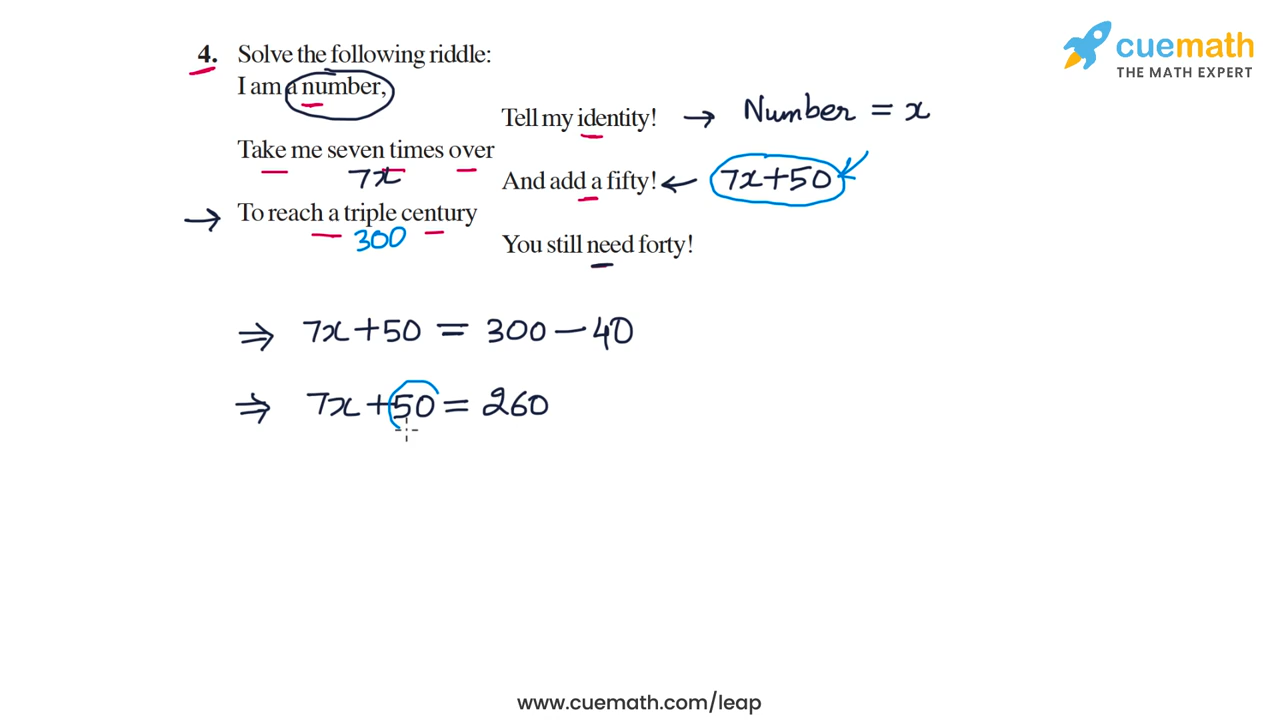 4. Solve the following riddle:
cuemath
THE MATH EXPERT
I am a number,
Tell my identity! → Number = x
Take me seven times over
7x
And add a fifty! ← 7x+50
→ To reach a triple century
300
You still need forty!
⇒ 7x+50 = 300-40
⇒ 7x+50 = 260
www.cuemath.com/leap